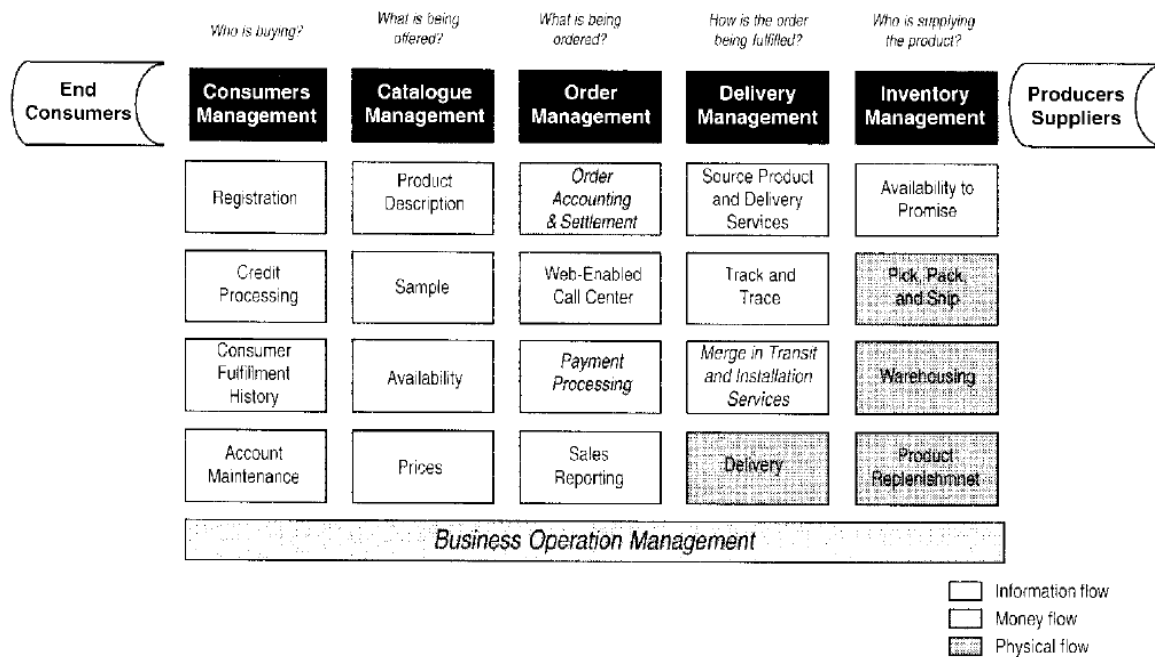 Who is buying?
What is being
offered?
What is being
ordered?
How is the order
being fulfilled?
Who is supplying
the product?
End
Consumers
Consumers
Management
Catalogue
Management
Order
Management
Delivery
Management
Inventory
Management
Producers
Suppliers
Registration
Product
Description
Order
Accounting
& Settlement
Source Product
and Delivery
Services
Availability to
Promise
Credit
Processing
Sample
Web-Enabled
Call Center
Track and
Trace
Pick, Pack,
and Ship
Consumer
Fulfillment
History
Availability
Payment
Processing
Merge in Transit
and Installation
Services
Warehousing
Account
Maintenance
Prices
Sales
Reporting
Delivery
Product
Replenishmnet
Business Operation Management
Information flow
Money flow
Physical flow